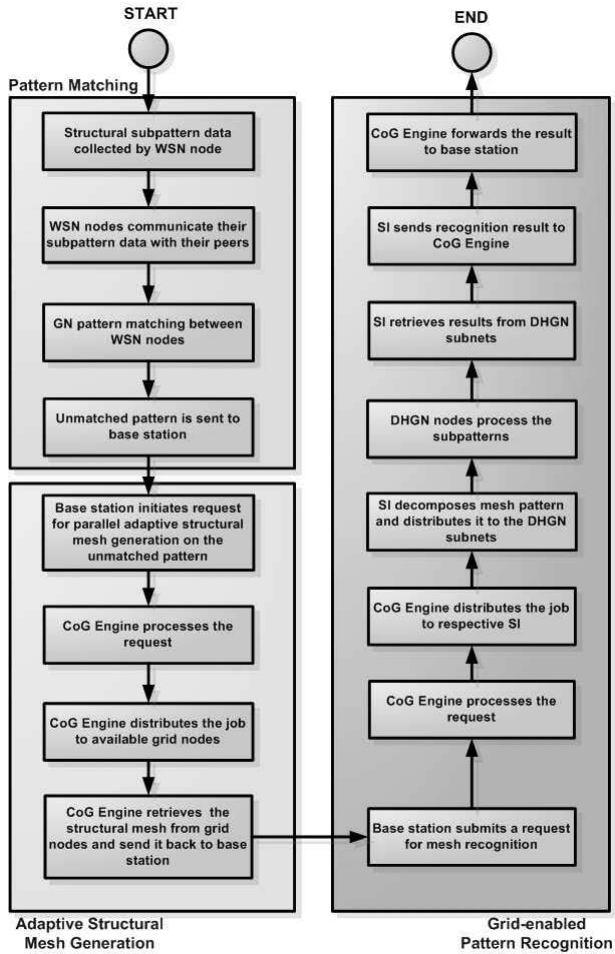 START
Pattern Matching
Structural subpattern data
collected by WSN node
WSN nodes communicate their
subpattern data with their peers
GN pattern matching between
WSN nodes
Unmatched pattern is sent to
base station
Base station initiates request
for parallel adaptive structural
mesh generation on the
unmatched pattern
CoG Engine processes the
request
CoG Engine distributes the job
to available grid nodes
CoG Engine retrieves the
structural mesh from grid
nodes and send it back to base
station
Adaptive Structural
Mesh Generation
END
CoG Engine forwards the result
to base station
SI sends recognition result to
CoG Engine
SI retrieves results from DHGN
subnets
DHGN nodes process the
subpatterns
SI decomposes mesh pattern
and distributes it to the DHGN
subnets
CoG Engine distributes the job
to respective SI
CoG Engine processes the
request
Base station submits a request
for mesh recognition
Grid-enabled
Pattern Recognition